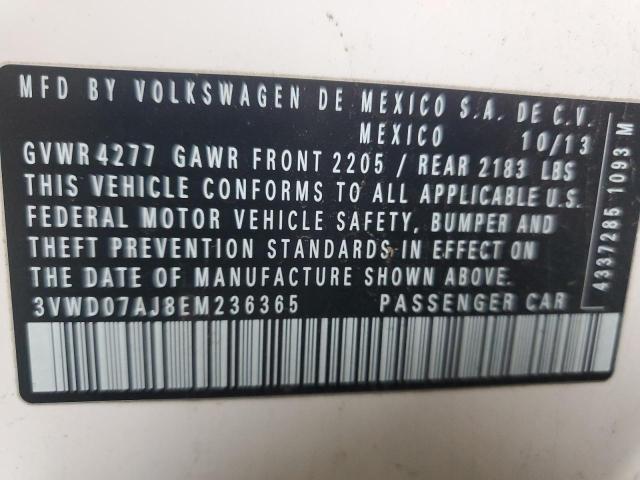 MFD BY VOLKSWAGEN DE MEXICO S.A. DE C.V.
MEXICO 10/13
GVWR 4277 GAWR FRONT 2205 / REAR 2183 LBS
THIS VEHICLE CONFORMS TO ALL APPLICABLE U.S.
FEDERAL MOTOR VEHICLE SAFETY, BUMPER AND
THEFT PREVENTION STANDARDS IN EFFECT ON
THE DATE OF MANUFACTURE SHOWN ABOVE.
3VWD07AJ8EM236365 PASSENGER CAR
4337285 1093 M